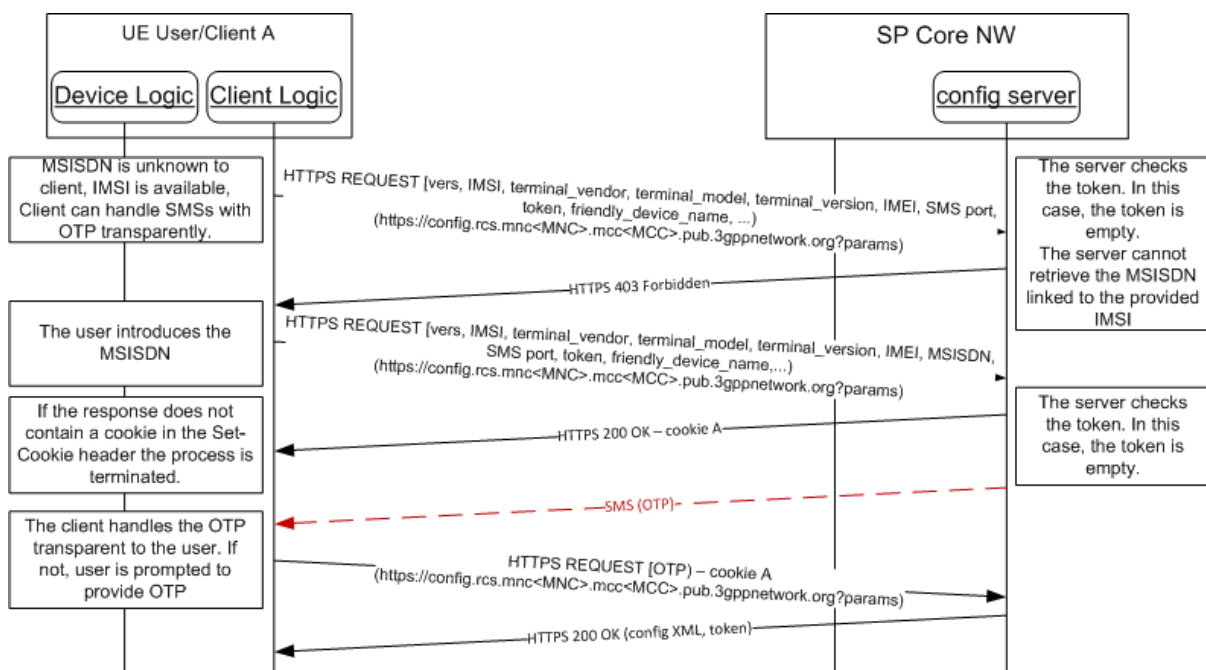 UE User/Client A
SP Core NW
Device Logic
Client Logic
config server
MSISDN is unknown to
client, IMSI is available,
Client can handle SMSs with
OTP transparently.
HTTPS REQUEST [vers, IMSI, terminal_vendor, terminal_model, terminal_version, IMEI, SMS port,
token, friendly_device_name, ...)
(https://config.rcs.mnc<MNC>.mcc<MCC>.pub.3gppnetwork.org?params)
The server checks
the token. In this
case, the token is
empty.
The server cannot
retrieve the MSISDN
linked to the provided
IMSI
HTTPS 403 Forbidden
The user introduces the
MSISDN
HTTPS REQUEST [vers, IMSI, terminal_vendor, terminal_model, terminal_version, IMEI, MSISDN,
SMS port, token, friendly_device_name,...)
(https://config.rcs.mnc<MNC>.mcc<MCC>.pub.3gppnetwork.org?params)
If the response does not
contain a cookie in the Set-
Cookie header the process is
terminated.
HTTPS 200 OK – cookie A
The server checks
the token. In this
case, the token is
empty.
SMS (OTP)
The client handles the OTP
transparent to the user. If
not, user is prompted to
provide OTP
HTTPS REQUEST [OTP) – cookie A
(https://config.rcs.mnc<MNC>.mcc<MCC>.pub.3gppnetwork.org?params)
HTTPS 200 OK (config XML, token)